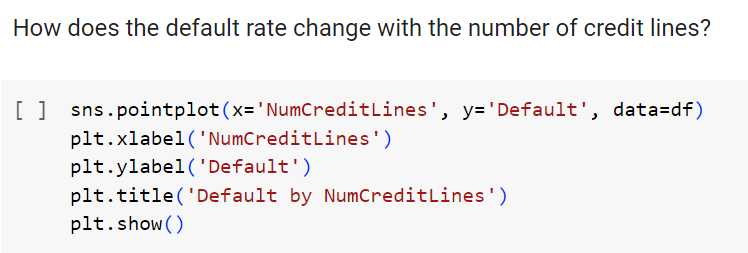 How does the default rate change with the number of credit lines?
[ ] sns.pointplot(x='NumCreditLines', y='Default', data=df)
plt.xlabel('NumCreditLines')
plt.ylabel('Default')
plt.title('Default by NumCreditLines')
plt.show()